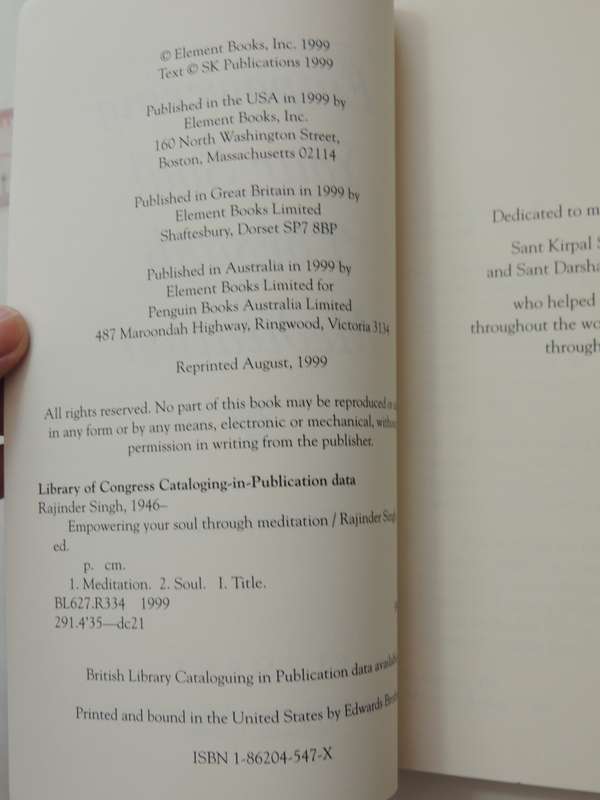 © Element Books, Inc. 1999
Text © SK Publications 1999
Published in the USA in 1999 by
Element Books, Inc.
160 North Washington Street,
Boston, Massachusetts 02114
Published in Great Britain in 1999 by
Element Books Limited
Shaftesbury, Dorset SP7 8BP
Published in Australia in 1999 by
Element Books Limited for
Penguin Books Australia Limited
487 Maroondah Highway, Ringwood, Victoria 3134
Reprinted August, 1999
All rights reserved. No part of this book may be reproduced or
in any form or by any means, electronic or mechanical,
permission in writing from the publisher.
Library of Congress Cataloging-in-Publication data
Rajinder Singh, 1946–
Empowering your soul through meditation / Rajinder Singh
ed.
p. cm.
1. Meditation. 2. Soul. I. Title.
BL627.R334 1999
291.4'35—dc21
British Library Cataloguing in Publication data
Printed and bound in the United States by Edwards
ISBN 1-86204-547-X
Dedicated to
Sant Kirpal
and Sant
who helped
throughout the